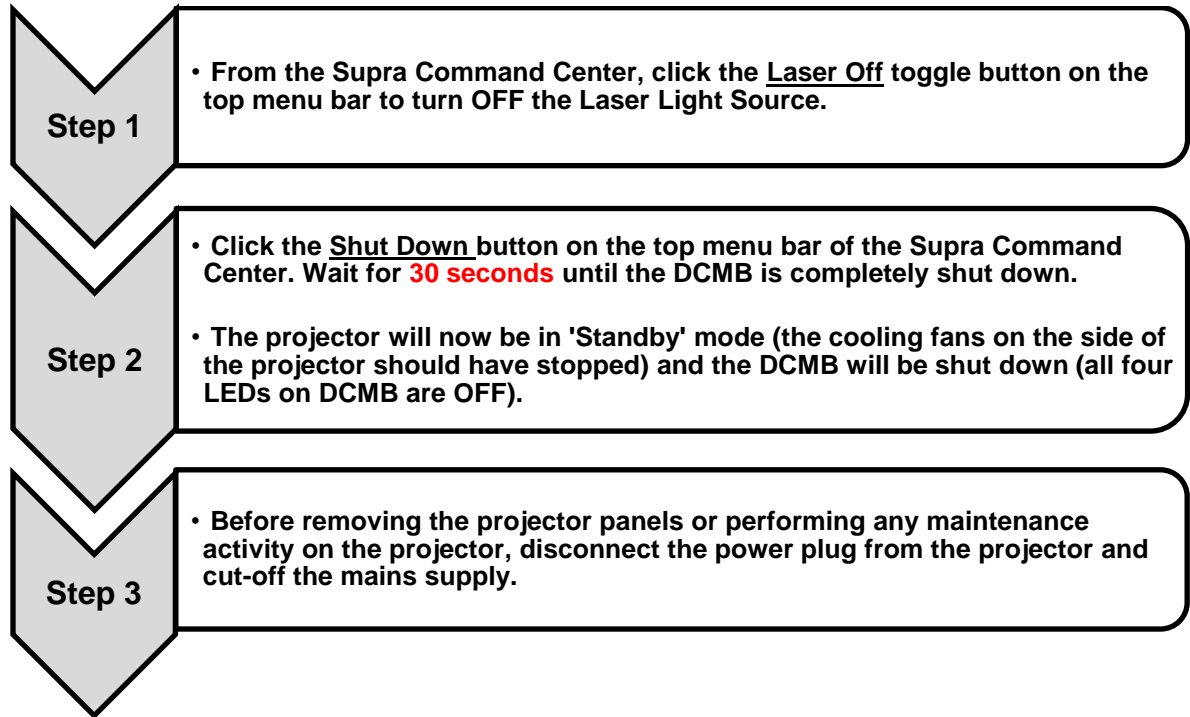 Step 1
• From the Supra Command Center, click the Laser Off toggle button on the
top menu bar to turn OFF the Laser Light Source.
Step 2
• Click the Shut Down button on the top menu bar of the Supra Command
Center. Wait for 30 seconds until the DCMB is completely shut down.
• The projector will now be in 'Standby' mode (the cooling fans on the side of
the projector should have stopped) and the DCMB will be shut down (all four
LEDs on DCMB are OFF).
Step 3
• Before removing the projector panels or performing any maintenance
activity on the projector, disconnect the power plug from the projector and
cut-off the mains supply.